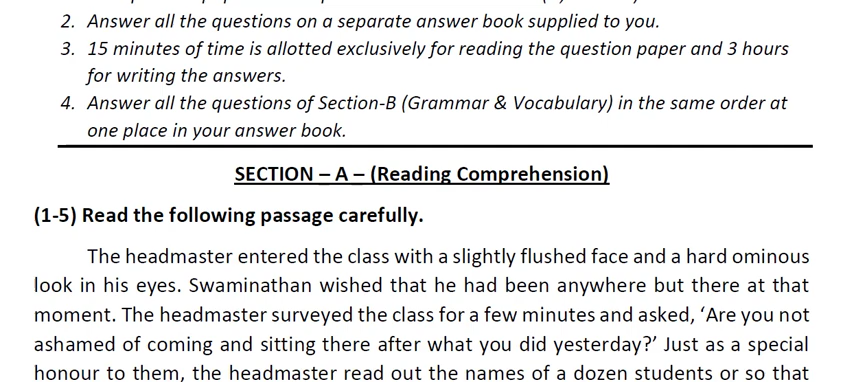 2. Answer all the questions on a separate answer book supplied to you.
3. 15 minutes of time is allotted exclusively for reading the question paper and 3 hours
for writing the answers.
4. Answer all the questions of Section-B (Grammar & Vocabulary) in the same order at
one place in your answer book.
SECTION – A – (Reading Comprehension)
(1-5) Read the following passage carefully.
The headmaster entered the class with a slightly flushed face and a hard ominous
look in his eyes. Swaminathan wished that he had been anywhere but there at that
moment. The headmaster surveyed the class for a few minutes and asked, ‘Are you not
ashamed of coming and sitting there after what you did yesterday?’ Just as a special
honour to them, the headmaster read out the names of a dozen students or so that